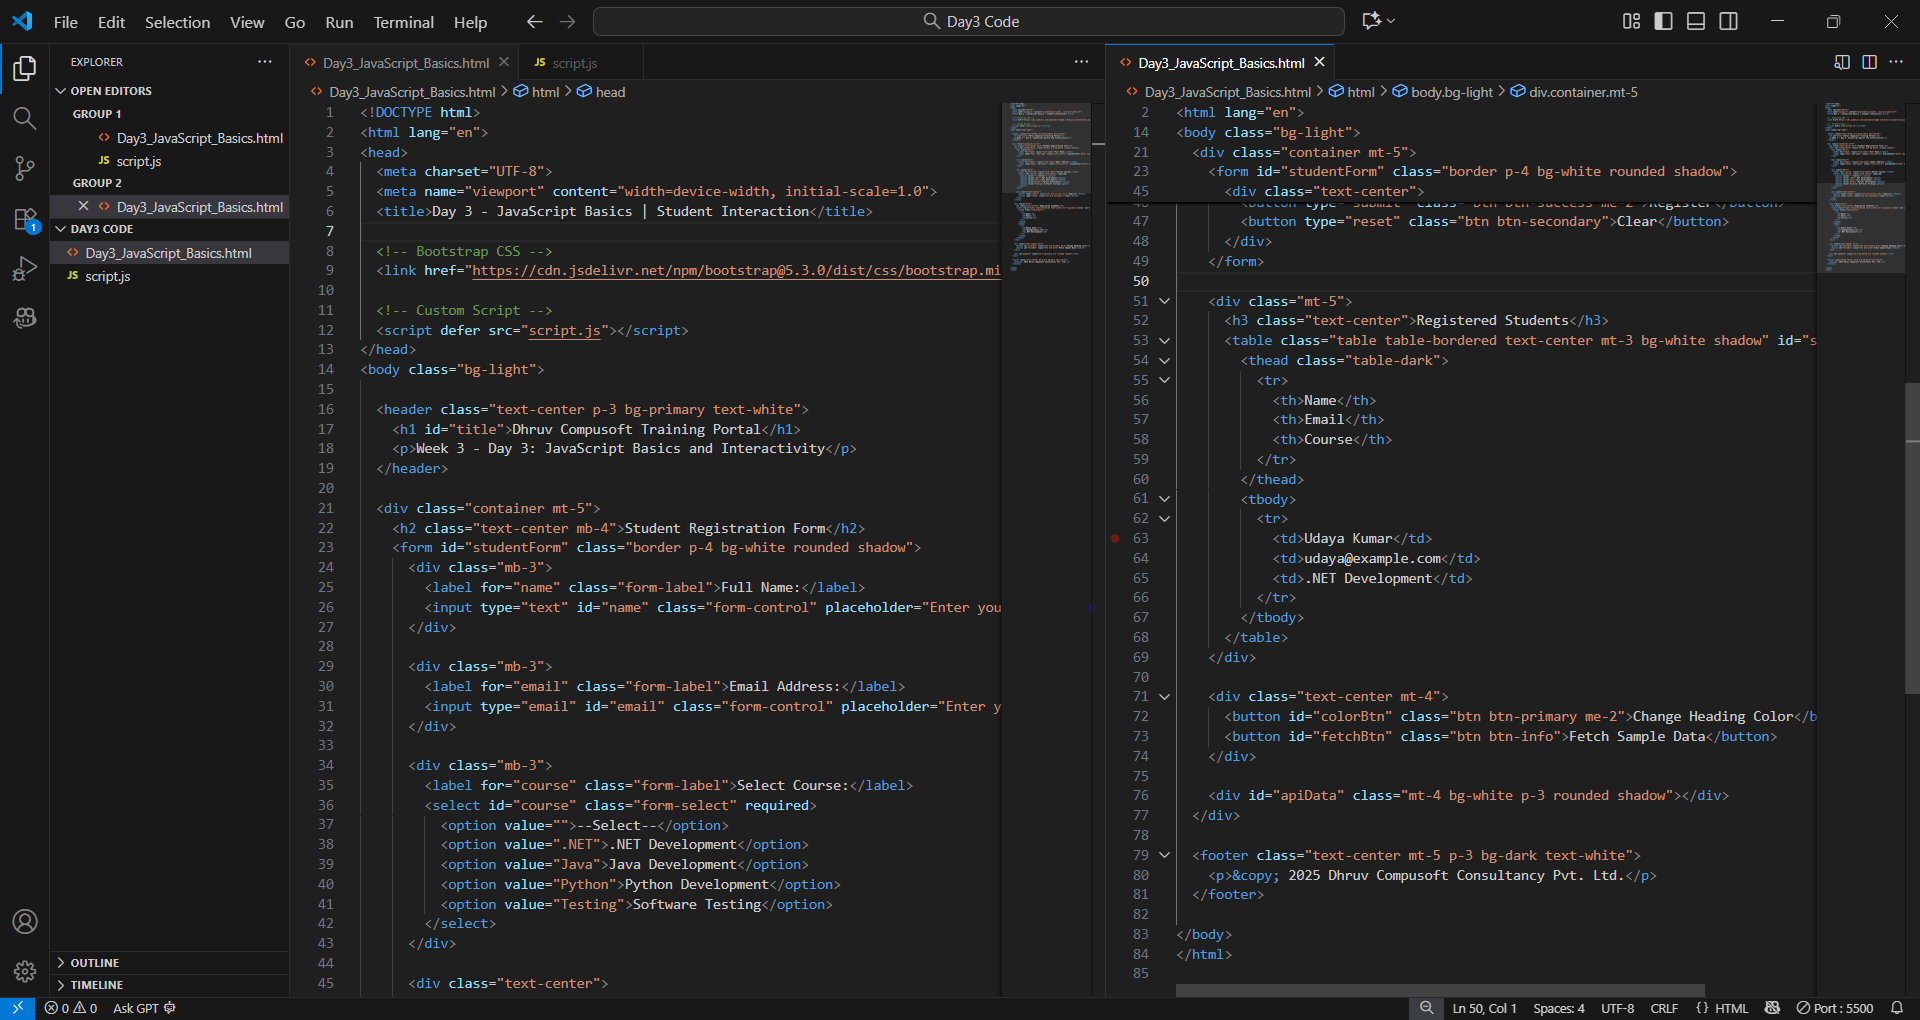 File Edit Selection View Go Run Terminal Help
Day3 Code
EXPLORER
OPEN EDITORS
GROUP 1
Day3_JavaScript_Basics.html
JS script.js
GROUP 2
Day3_JavaScript_Basics.html
DAY3 CODE
Day3_JavaScript_Basics.html
JS script.js
1
OUTLINE
TIMELINE
Day3_JavaScript_Basics.html
JS script.js
Day3_JavaScript_Basics.html > html > head
1 <!DOCTYPE html>
2 <html lang="en">
3 <head>
4 <meta charset="UTF-8">
5 <meta name="viewport" content="width=device-width, initial-scale=1.0">
6 <title>Day 3 - JavaScript Basics | Student Interaction</title>
7
8 <!-- Bootstrap CSS -->
9 <link href="https://cdn.jsdelivr.net/npm/bootstrap@5.3.0/dist/css/bootstrap.mi
10
11 <!-- Custom Script -->
12 <script defer src="script.js"></script>
13 </head>
14 <body class="bg-light">
15
16 <header class="text-center p-3 bg-primary text-white">
17 <h1 id="title">Dhruv Compusoft Training Portal</h1>
18 <p>Week 3 - Day 3: JavaScript Basics and Interactivity</p>
19 </header>
20
21 <div class="container mt-5">
22 <h2 class="text-center mb-4">Student Registration Form</h2>
23 <form id="studentForm" class="border p-4 bg-white rounded shadow">
24 <div class="mb-3">
25 <label for="name" class="form-label">Full Name:</label>
26 <input type="text" id="name" class="form-control" placeholder="Enter you
27 </div>
28
29 <div class="mb-3">
30 <label for="email" class="form-label">Email Address:</label>
31 <input type="email" id="email" class="form-control" placeholder="Enter y
32 </div>
33
34 <div class="mb-3">
35 <label for="course" class="form-label">Select Course:</label>
36 <select id="course" class="form-select" required>
37 <option value="">--Select--</option>
38 <option value=".NET">.NET Development</option>
39 <option value="Java">Java Development</option>
40 <option value="Python">Python Development</option>
41 <option value="Testing">Software Testing</option>
42 </select>
43 </div>
44
45 <div class="text-center">
Day3_JavaScript_Basics.html
Day3_JavaScript_Basics.html > html > body.bg-light > div.container.mt-5
2 <html lang="en">
14 <body class="bg-light">
21 <div class="container mt-5">
23 <form id="studentForm" class="border p-4 bg-white rounded shadow">
45 <div class="text-center">
46 <button type="submit" class="btn btn-success me-2">Register</button>
47 <button type="reset" class="btn btn-secondary">Clear</button>
48 </div>
49 </form>
50
51 <div class="mt-5">
52 <h3 class="text-center">Registered Students</h3>
53 <table class="table table-bordered text-center mt-3 bg-white shadow" id="s
54 <thead class="table-dark">
55 <tr>
56 <th>Name</th>
57 <th>Email</th>
58 <th>Course</th>
59 </tr>
60 </thead>
61 <tbody>
62 <tr>
63 <td>Udaya Kumar</td>
64 <td>udaya@example.com</td>
65 <td>.NET Development</td>
66 </tr>
67 </tbody>
68 </table>
69 </div>
70
71 <div class="text-center mt-4">
72 <button id="colorBtn" class="btn btn-primary me-2">Change Heading Color</b
73 <button id="fetchBtn" class="btn btn-info">Fetch Sample Data</button>
74 </div>
75
76 <div id="apiData" class="mt-4 bg-white p-3 rounded shadow"></div>
77 </div>
78
79 <footer class="text-center mt-5 p-3 bg-dark text-white">
80 <p>&copy; 2025 Dhruv Compusoft Consultancy Pvt. Ltd.</p>
81 </footer>
82
83 </body>
84 </html>
85
0 0 Ask GPT
Ln 50, Col 1 Spaces: 4 UTF-8 CRLF {} HTML Port : 5500